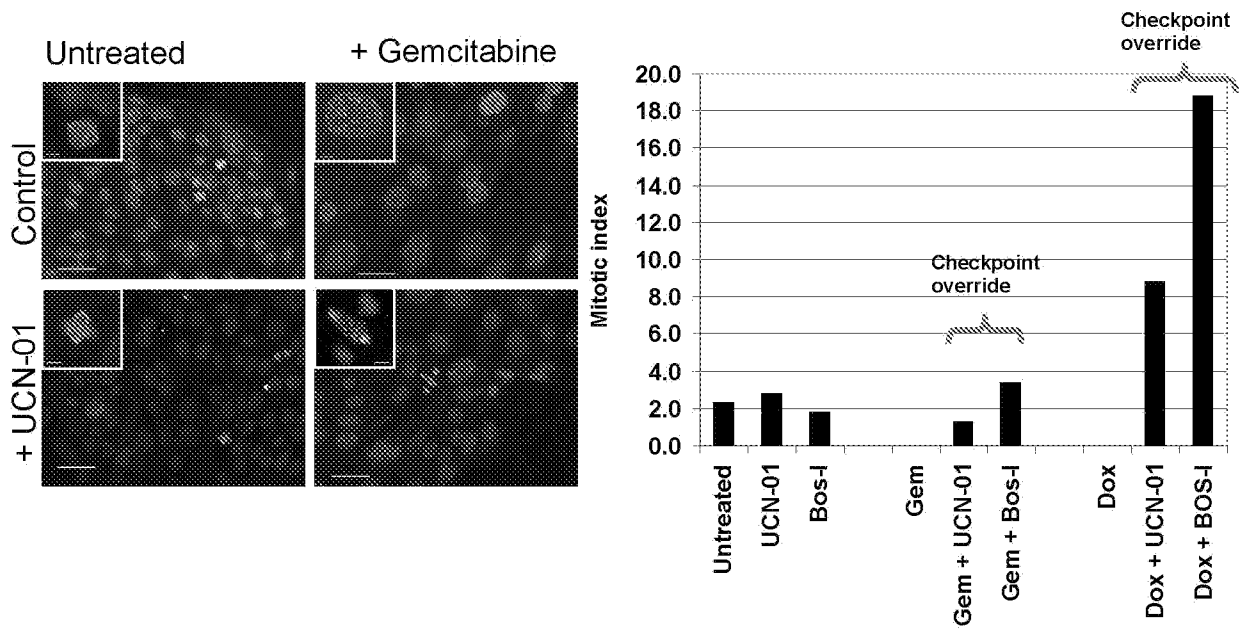 Untreated
+ Gemcitabine
Control
+ UCN-01
Checkpoint
override
20.0
18.0
16.0
14.0
12.0
10.0
8.0
6.0
4.0
2.0
0.0
Mitotic index
Checkpoint
override
Untreated
UCN-01
Bos-I
Gem
Gem + UCN-01
Gem + Bos-I
Dox
Dox + UCN-01
Dox + BOS-I